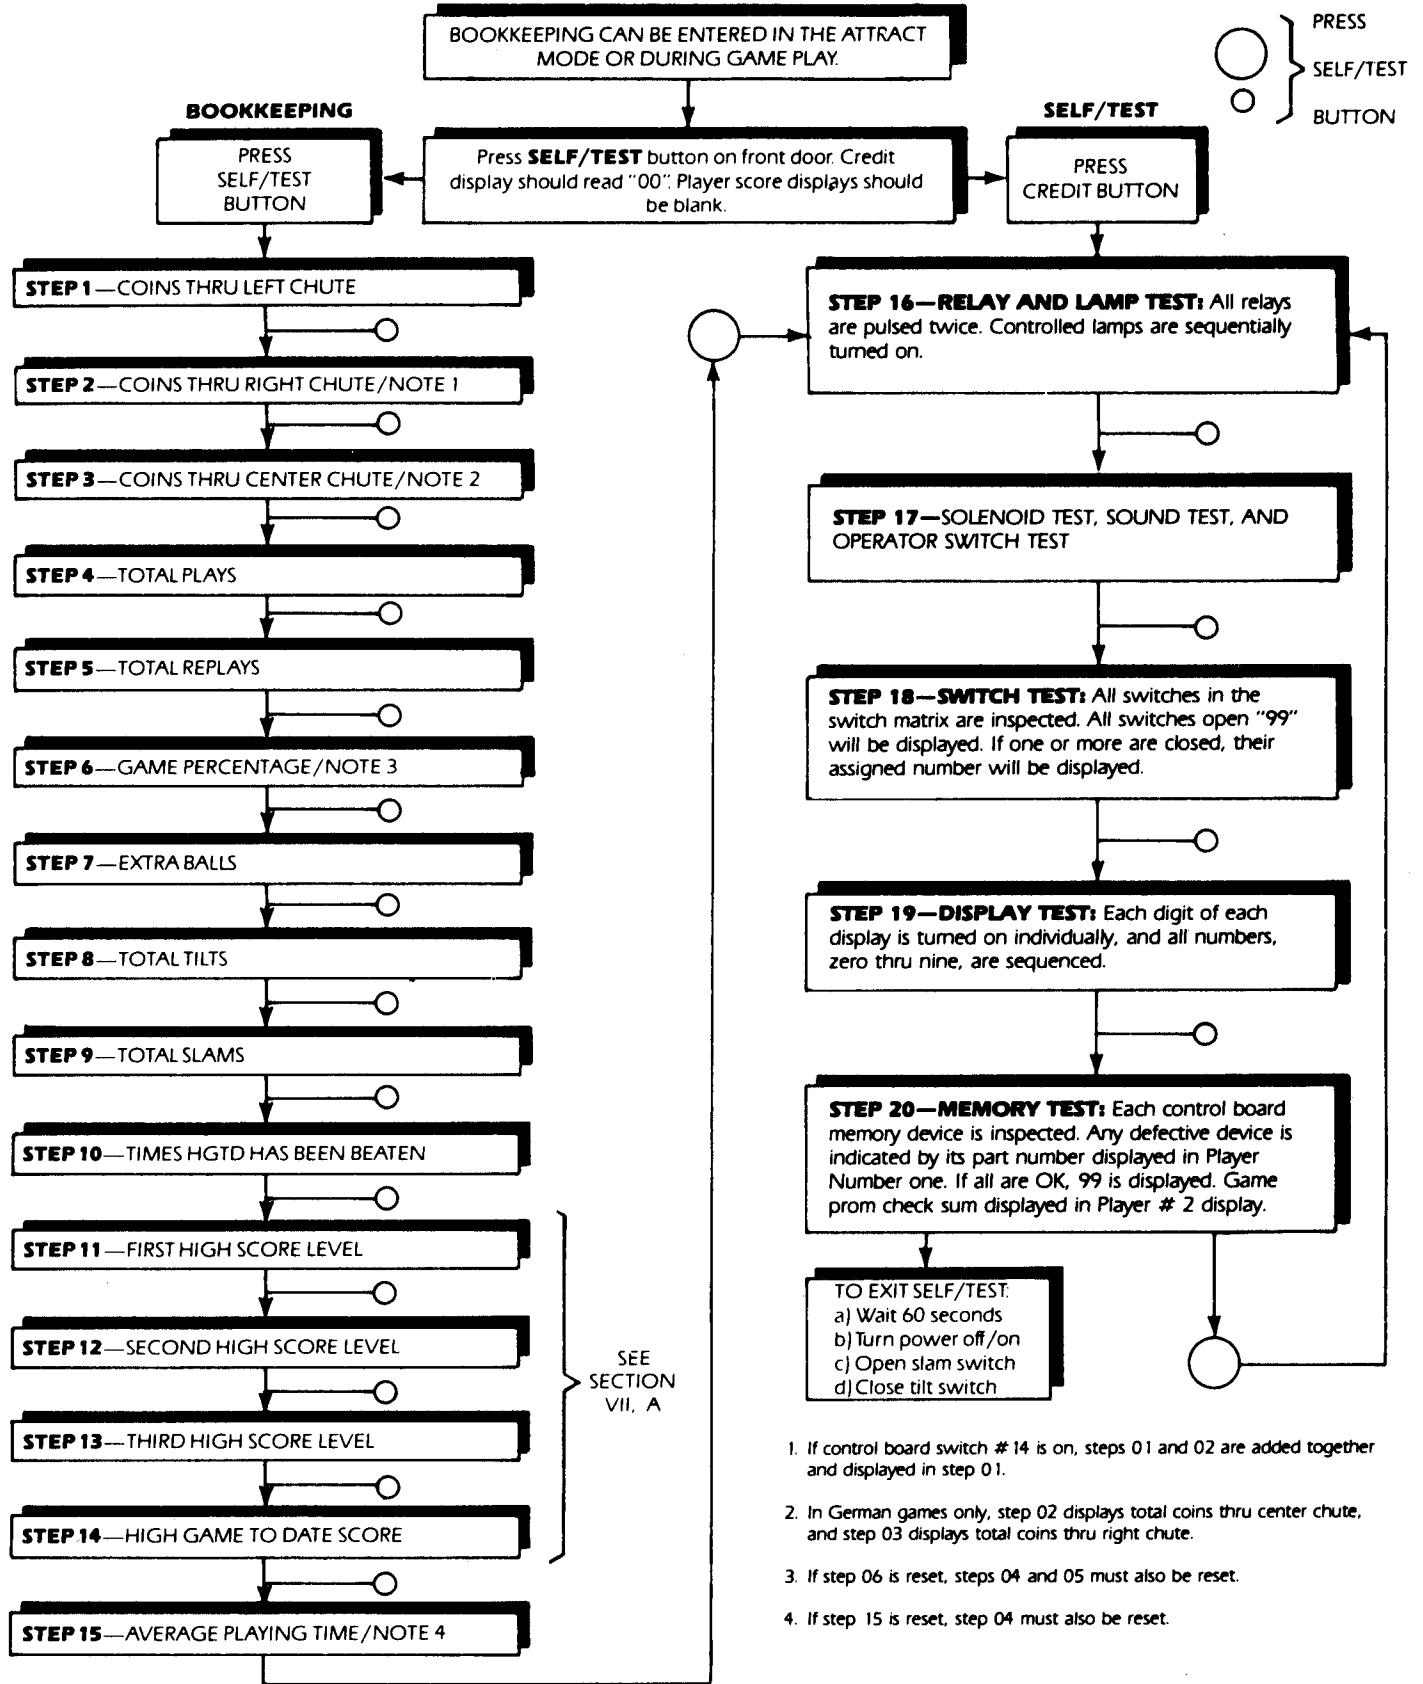 BOOKKEEPING CAN BE ENTERED IN THE ATTRACT
MODE OR DURING GAME PLAY.
PRESS
SELF/TEST
BUTTON
BOOKKEEPING
PRESS
SELF/TEST
BUTTON
Press SELF/TEST button on front door. Credit
display should read "00". Player score displays should
be blank.
SELF/TEST
PRESS
CREDIT BUTTON
STEP 1—COINS THRU LEFT CHUTE
STEP 2—COINS THRU RIGHT CHUTE/NOTE 1
STEP 3—COINS THRU CENTER CHUTE/NOTE 2
STEP 4—TOTAL PLAYS
STEP 5—TOTAL REPLAYS
STEP 6—GAME PERCENTAGE/NOTE 3
STEP 7—EXTRA BALLS
STEP 8—TOTAL TILTS
STEP 9—TOTAL SLAMS
STEP 10—TIMES HGTD HAS BEEN BEATEN
STEP 11—FIRST HIGH SCORE LEVEL
STEP 12—SECOND HIGH SCORE LEVEL
STEP 13—THIRD HIGH SCORE LEVEL
STEP 14—HIGH GAME TO DATE SCORE
STEP 15—AVERAGE PLAYING TIME/NOTE 4
SEE
SECTION
VII, A
STEP 16—RELAY AND LAMP TEST: All relays
are pulsed twice. Controlled lamps are sequentially
turned on.
STEP 17—SOLENOID TEST, SOUND TEST, AND
OPERATOR SWITCH TEST
STEP 18—SWITCH TEST: All switches in the
switch matrix are inspected. All switches open "99"
will be displayed. If one or more are closed, their
assigned number will be displayed.
STEP 19—DISPLAY TEST: Each digit of each
display is turned on individually, and all numbers,
zero thru nine, are sequenced.
STEP 20—MEMORY TEST: Each control board
memory device is inspected. Any defective device is
indicated by its part number displayed in Player
Number one. If all are OK, 99 is displayed. Game
prom check sum displayed in Player # 2 display.
TO EXIT SELF/TEST:
a) Wait 60 seconds
b) Turn power off/on
c) Open slam switch
d) Close tilt switch
1. If control board switch # 14 is on, steps 01 and 02 are added together
and displayed in step 01.
2. In German games only, step 02 displays total coins thru center chute,
and step 03 displays total coins thru right chute.
3. If step 06 is reset, steps 04 and 05 must also be reset.
4. If step 15 is reset, step 04 must also be reset.